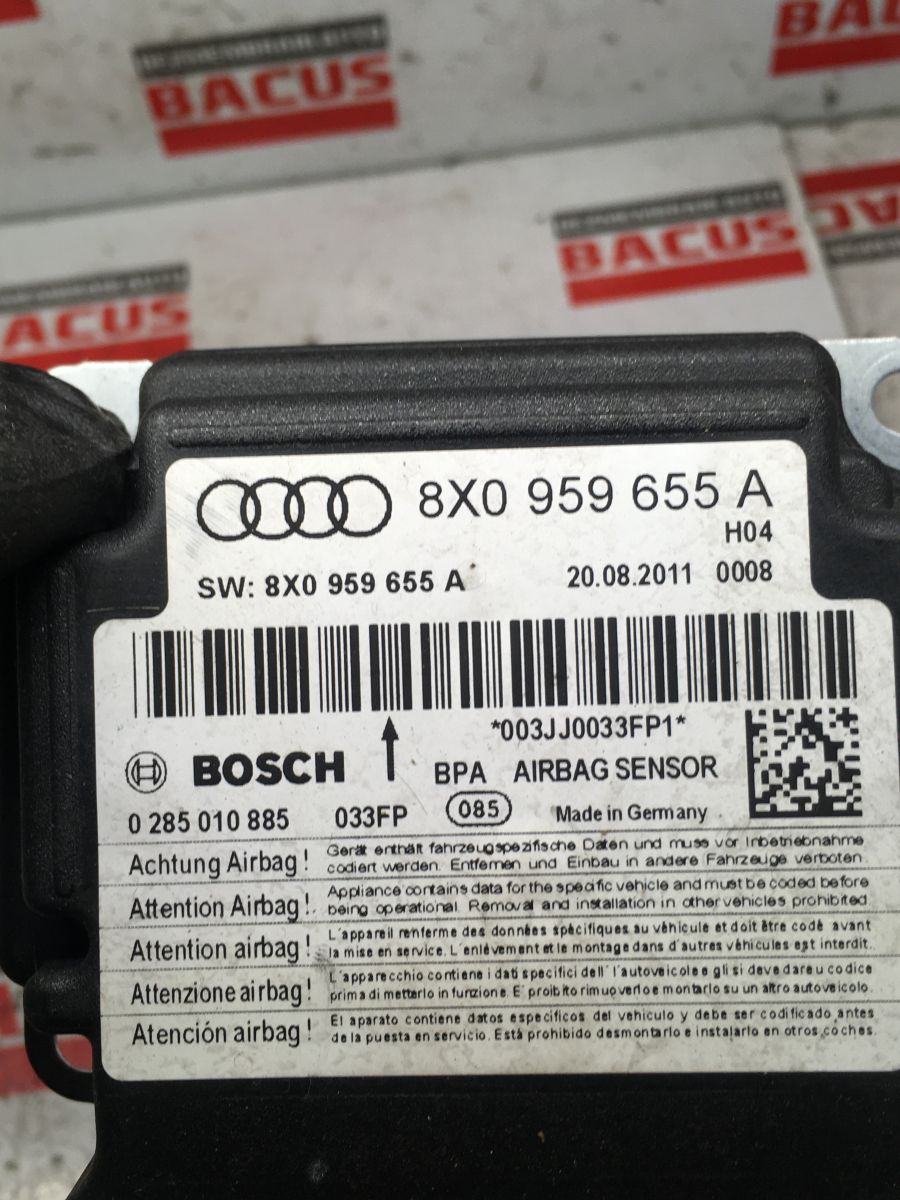 BACUS
BACUS
BACUS
ACUS
8X0 959 655 A
H04
SW: 8X0 959 655 A
20.08.2011 0008
*003JJ0033FP1*
BOSCH
BPA AIRBAG SENSOR
0 285 010 885 033FP 085 Made in Germany
Achtung Airbag! Gerät enthält fahrzeugspezifische Daten und muss vor Inbetriebnahme
codiert werden. Entfernen und Einbau in andere Fahrzeuge verboten.
Attention Airbag! Appliance contains data for the specific vehicle and must be coded before
being operational. Removal and installation in other vehicles prohibited
Attention airbag! L'appareil renferme des données spécifiques au véhicule et doit être codé avant
la mise en service. L'enlèvement et le montage dans d'autres véhicules est interdit.
Attenzione airbag! L'apparecchio contiene i dati specifici dell'l'autoveicolo e gli si deve dare u codice
prima di metterlo in funzione. E' proibito rimuoverlo e montarlo su un altro autoveicolo.
Atención airbag! El aparato contiene datos específicos del vehículo y debe ser codificado antes
de la puesta en servicio. Está prohibido desmontarlo e instalarlo en otros coches.